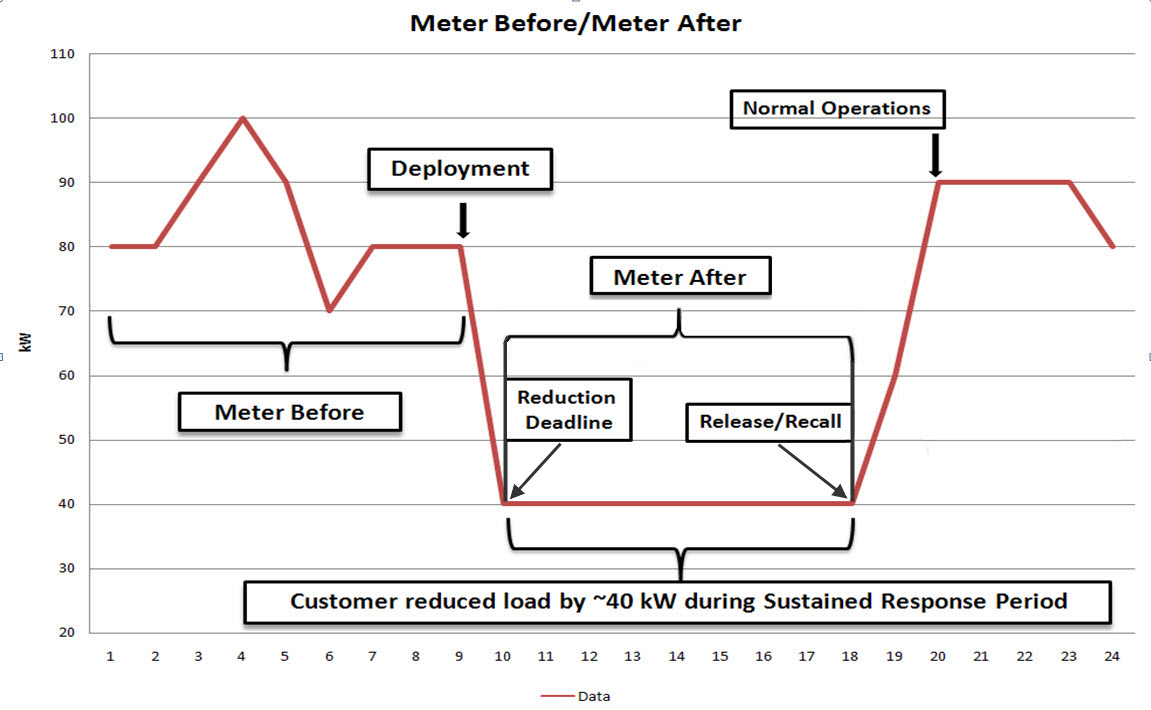 Meter Before/Meter After
110
100
90
80
70
60
50
40
30
20
kW
Normal Operations
Deployment
Meter After
Meter Before
Reduction
Deadline
Release/Recall
Customer reduced load by ~40 kW during Sustained Response Period
1 2 3 4 5 6 7 8 9 10 11 12 13 14 15 16 17 18 19 20 21 22 23 24
Data